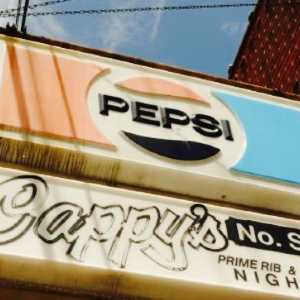 PEPSI
Cappy's No. S
PRIME RIB &
NIGH